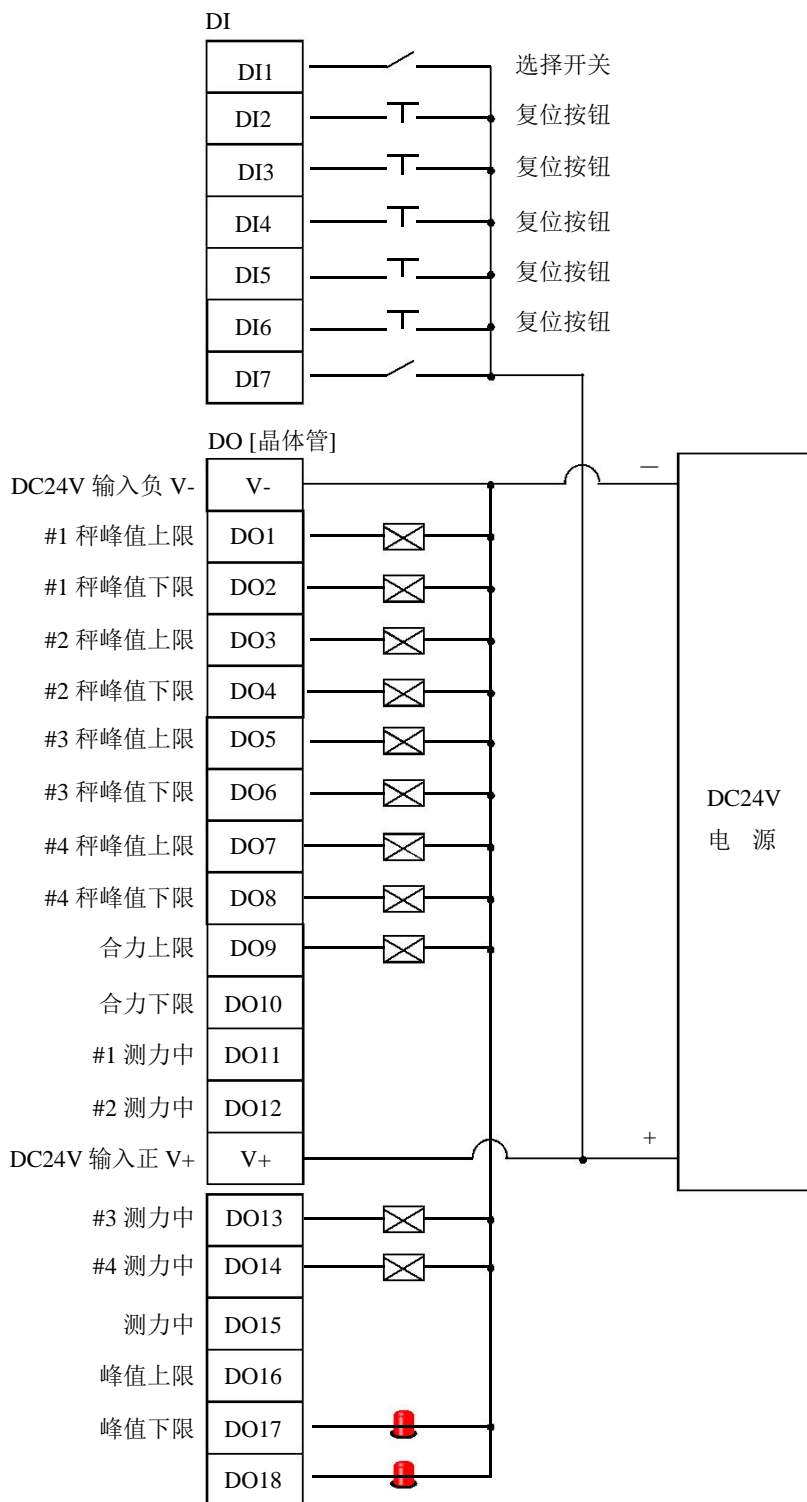 DI
DI1 选择开关
DI2 复位按钮
DI3 复位按钮
DI4 复位按钮
DI5 复位按钮
DI6 复位按钮
DI7
DO [晶体管]
DC24V 输入负 V- V- —
#1 秤峰值上限 DO1
#1 秤峰值下限 DO2
#2 秤峰值上限 DO3
#2 秤峰值下限 DO4
#3 秤峰值上限 DO5
#3 秤峰值下限 DO6 DC24V
#4 秤峰值上限 DO7 电 源
#4 秤峰值下限 DO8
合力上限 DO9
合力下限 DO10
#1 测力中 DO11
#2 测力中 DO12
DC24V 输入正 V+ V+ +
#3 测力中 DO13
#4 测力中 DO14
测力中 DO15
峰值上限 DO16
峰值下限 DO17
DO18